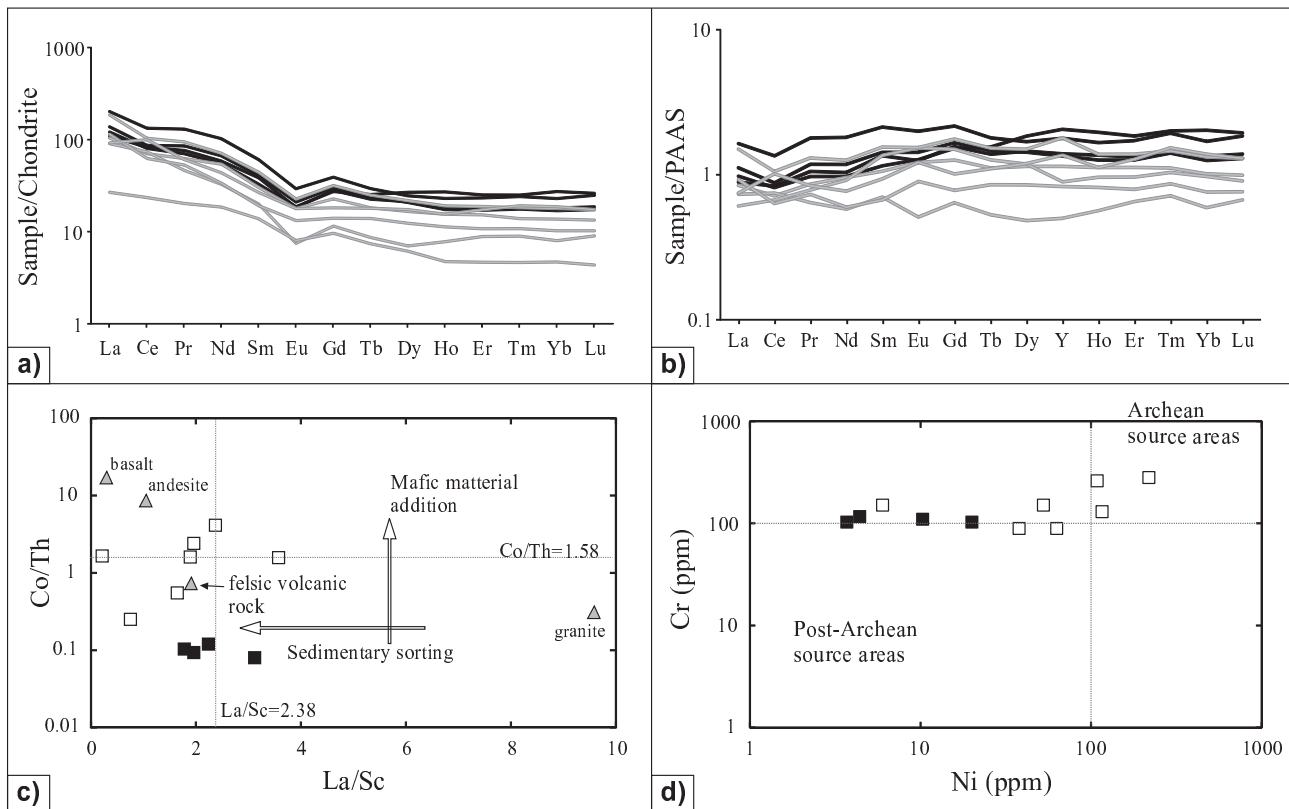 1000
100
10
1
Sample/Chondrite
La Ce Pr Nd Sm Eu Gd Tb Dy Ho Er Tm Yb Lu
a)
10
1
0.1
Sample/PAAS
La Ce Pr Nd Sm Eu Gd Tb Dy Y Ho Er Tm Yb Lu
b)
100
10
1
0.1
0.01
Co/Th
basalt
andesite
Mafic matterial
addition
Co/Th=1.58
felsic volcanic
rock
granite
Sedimentary sorting
La/Sc=2.38
0 2 4 6 8 10
La/Sc
c)
1000
100
10
1
Cr (ppm)
Archean
source areas
Post-Archean
source areas
1 10 100 1000
Ni (ppm)
d)